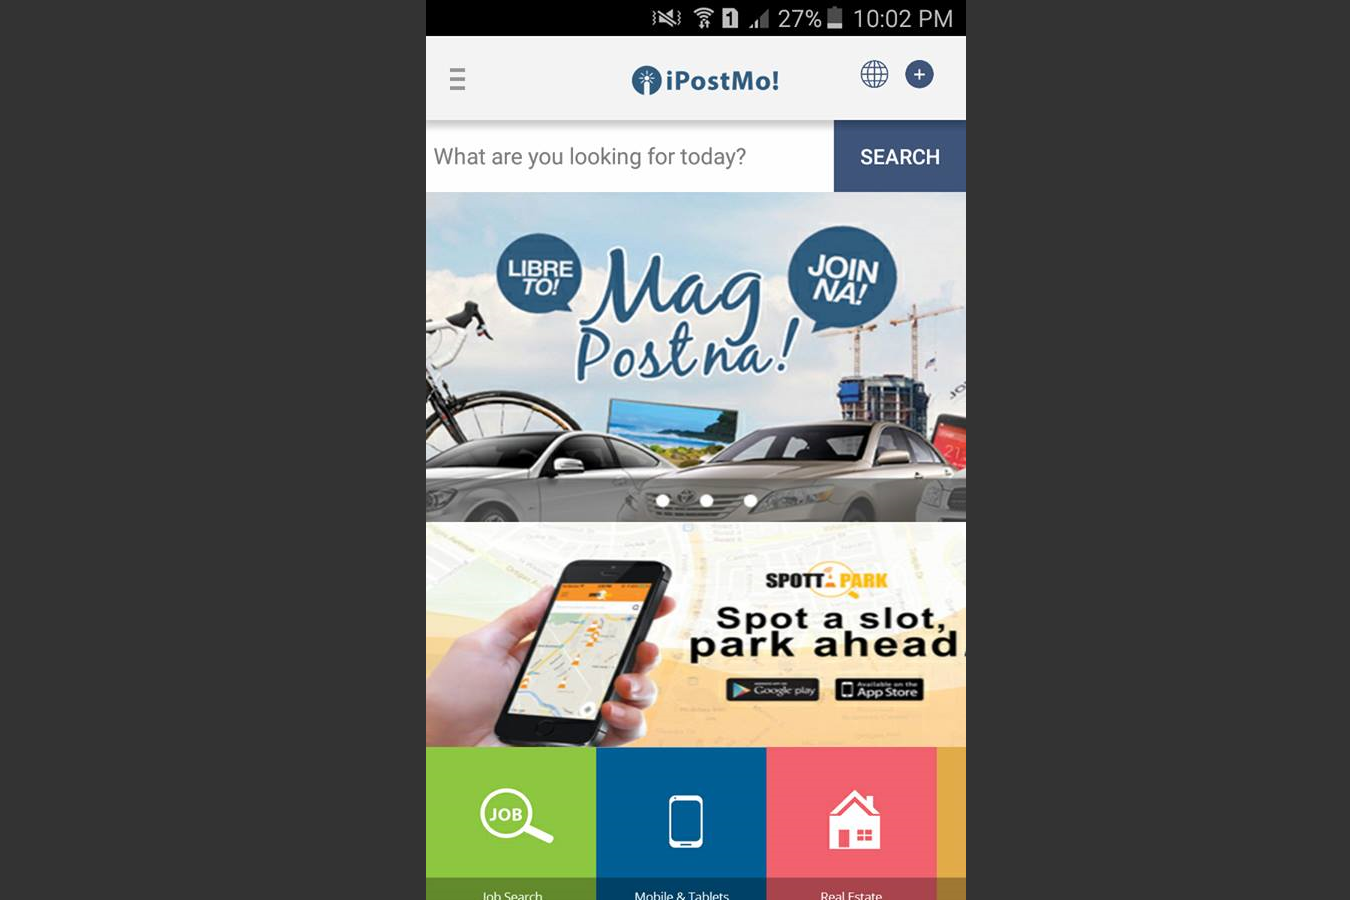 1 27% 10:02 PM
iPostMo!
What are you looking for today?
SEARCH
LIBRE
TO!
Mag
Post na!
JOIN
NA!
SPOTT PARK
Spot a slot,
park ahead.
Google play
Available on the
App Store
JOB
Job Search
Mobile & Tablets
Real Estate